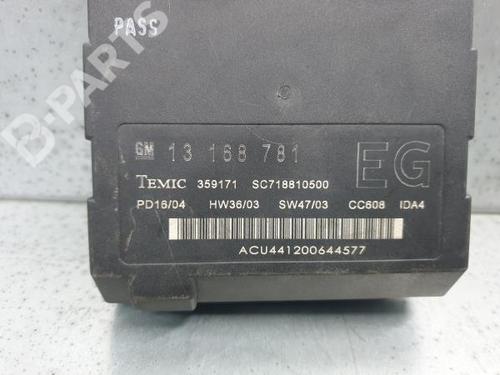 PASS
B-PARTS
GM 13 168 781 EG
TEMIC 359171 SC718810500
PD16/04 HW36/03 SW47/03 CC608 IDA4
ACU441200644577